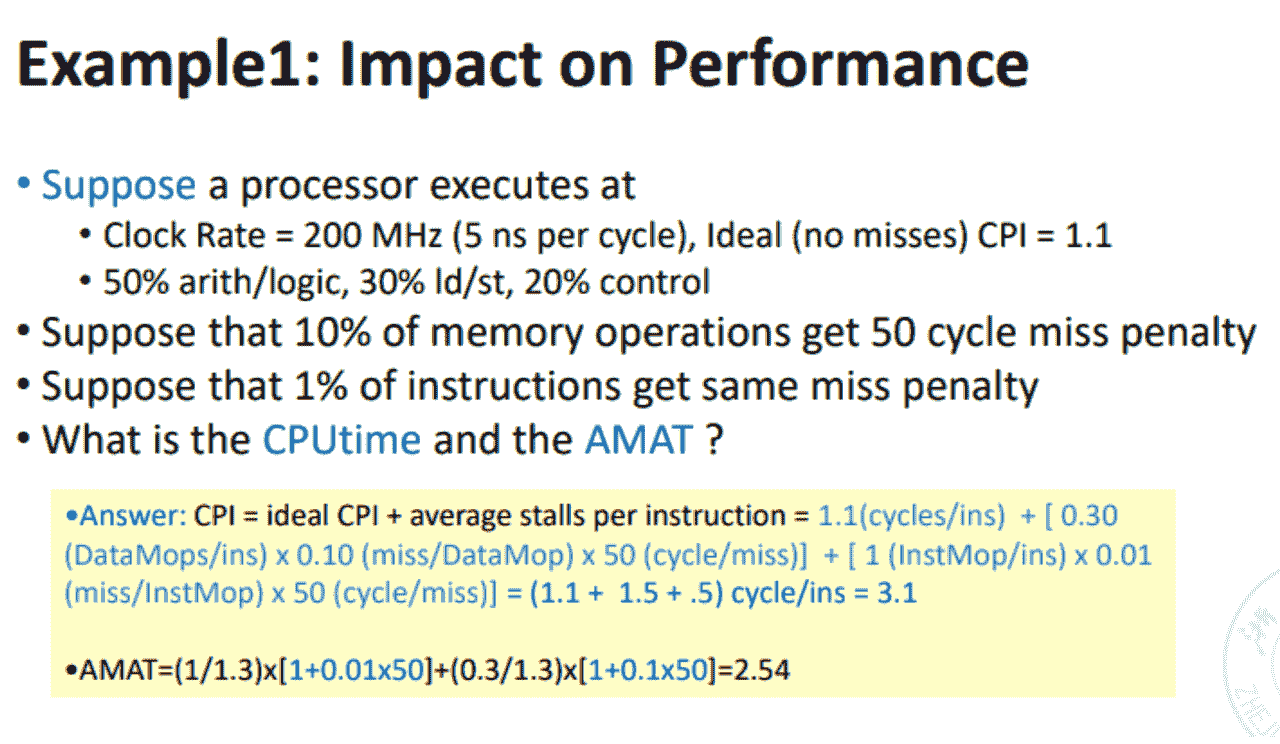 Example1: Impact on Performance
• Suppose a processor executes at
• Clock Rate = 200 MHz (5 ns per cycle), Ideal (no misses) CPI = 1.1
• 50% arith/logic, 30% ld/st, 20% control
• Suppose that 10% of memory operations get 50 cycle miss penalty
• Suppose that 1% of instructions get same miss penalty
• What is the CPUtime and the AMAT ?
•Answer: CPI = ideal CPI + average stalls per instruction = 1.1(cycles/ins) + [ 0.30
(DataMops/ins) x 0.10 (miss/DataMop) x 50 (cycle/miss)] + [ 1 (InstMop/ins) x 0.01
(miss/InstMop) x 50 (cycle/miss)] = (1.1 + 1.5 + .5) cycle/ins = 3.1
•AMAT=(1/1.3)x[1+0.01x50]+(0.3/1.3)x[1+0.1x50]=2.54